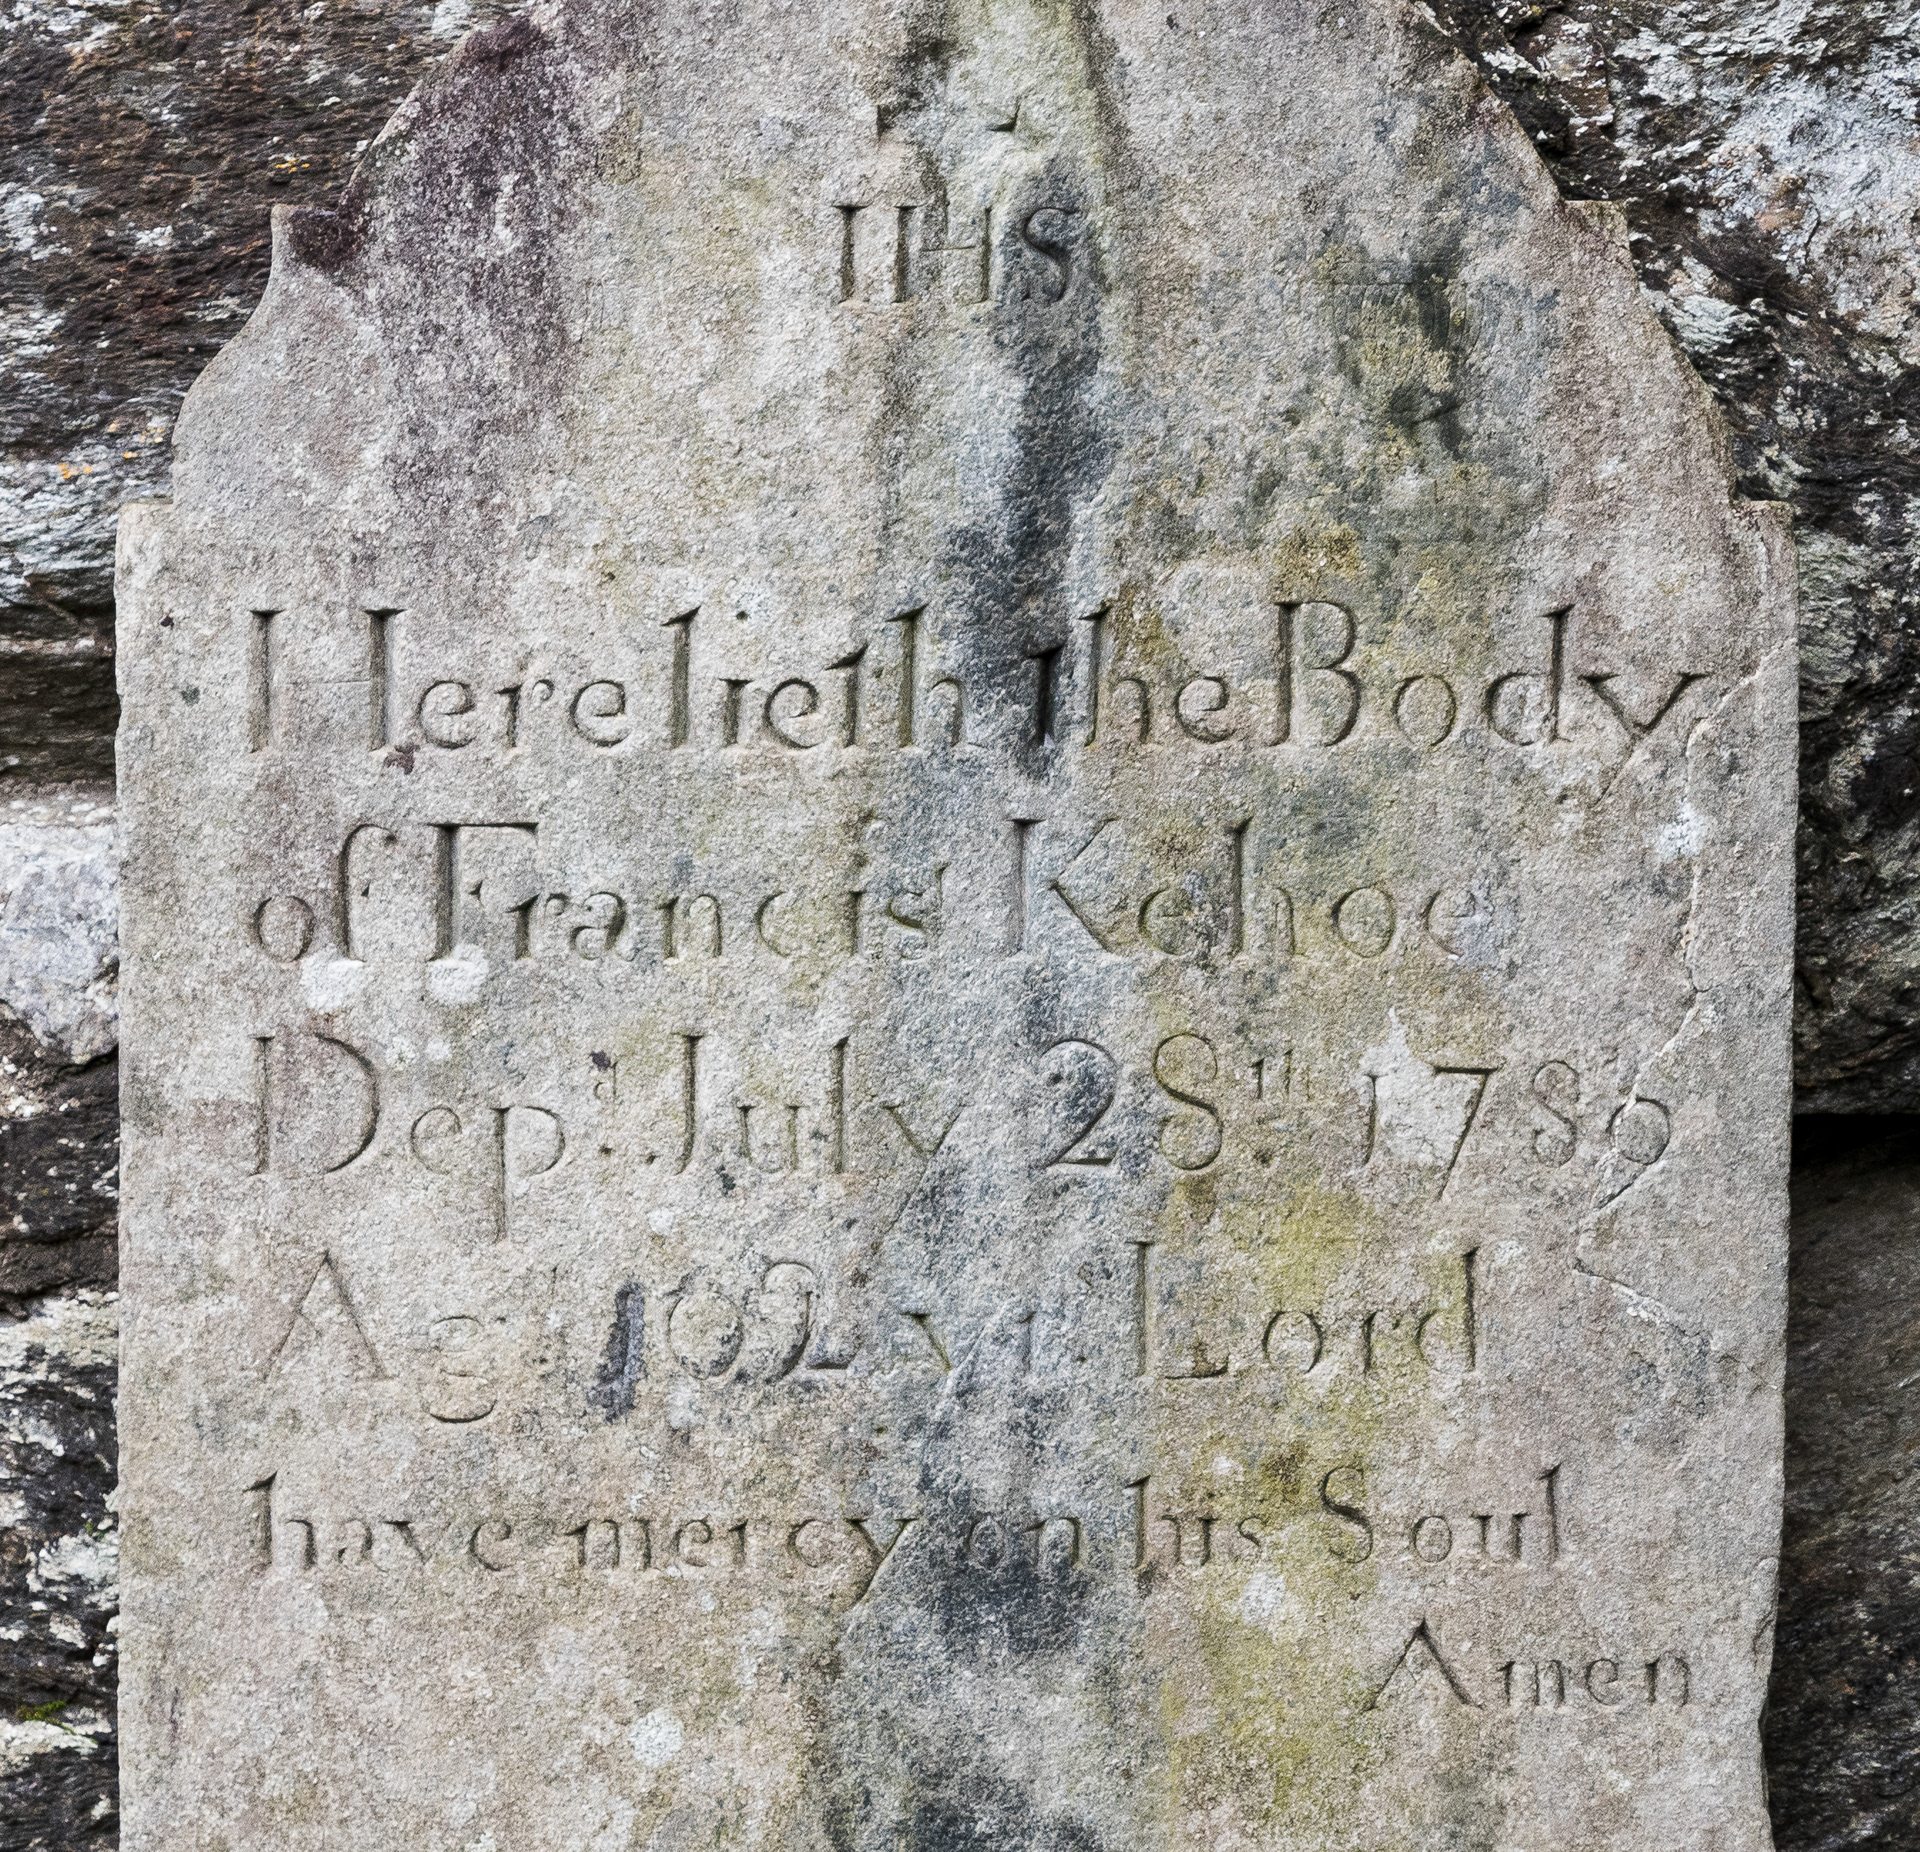 IHS
Here lieth the Body
of Francis Kehoe
Dep.d July 28th 1789
Ag 102 yrs Lord
have mercy on his Soul
Amen